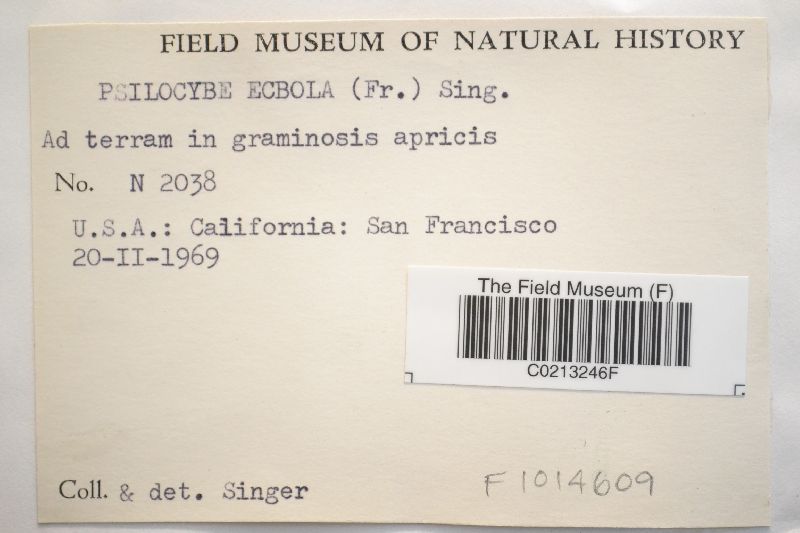 FIELD MUSEUM OF NATURAL HISTORY
PSILOCYBE ECBOLA (Fr.) Sing.
Ad terram in graminosis apricis
No. N 2038
U.S.A.: California: San Francisco
20-II-1969
The Field Museum (F)
C0213246F
Coll. & det. Singer
F1014609